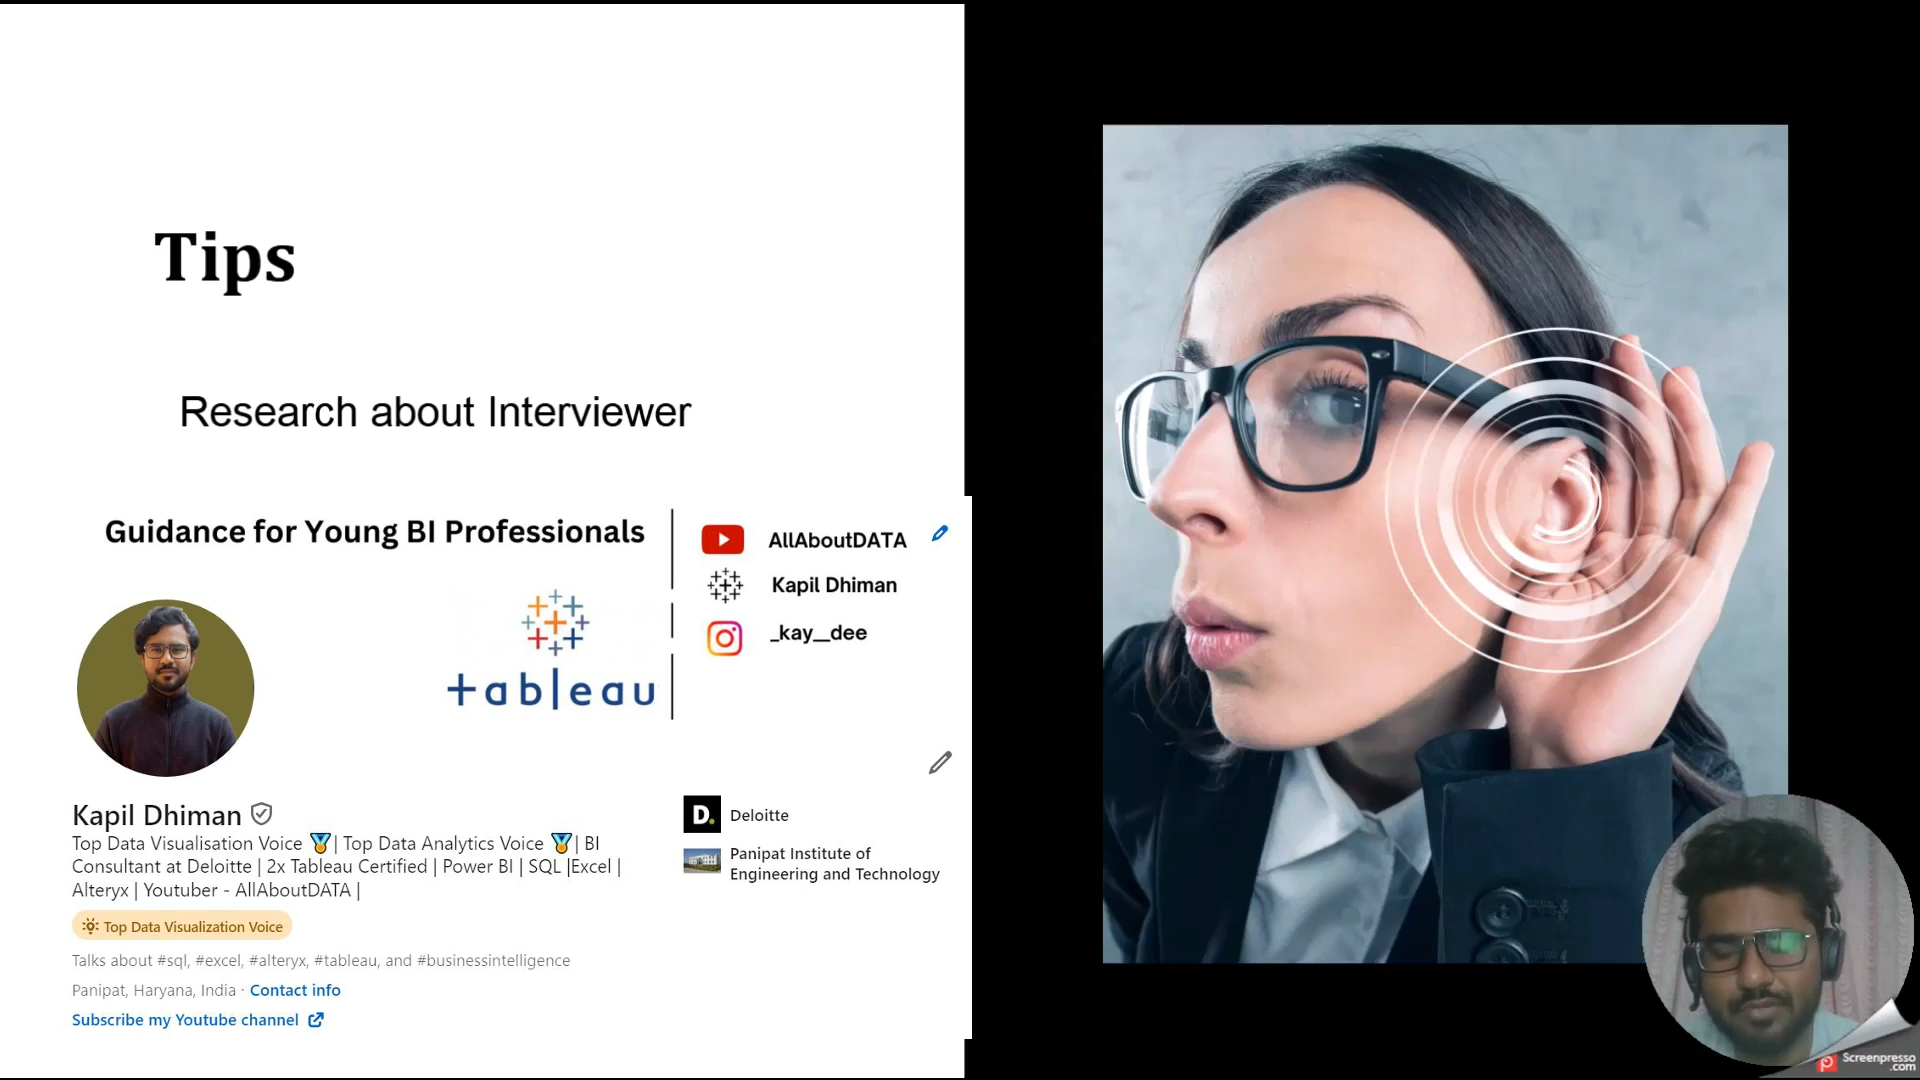 Tips
Research about Interviewer
Guidance for Young BI Professionals
AllAboutDATA
Kapil Dhiman
_kay__dee
+ableau
Kapil Dhiman
Top Data Visualisation Voice 🏅| Top Data Analytics Voice 🏅| BI
Consultant at Deloitte | 2x Tableau Certified | Power BI | SQL |Excel |
Alteryx | Youtuber - AllAboutDATA |
Top Data Visualization Voice
Talks about #sql, #excel, #alteryx, #tableau, and #businessintelligence
Panipat, Haryana, India · Contact info
Subscribe my Youtube channel
D.
Deloitte
Panipat Institute of
Engineering and Technology
Screenpresso
.com